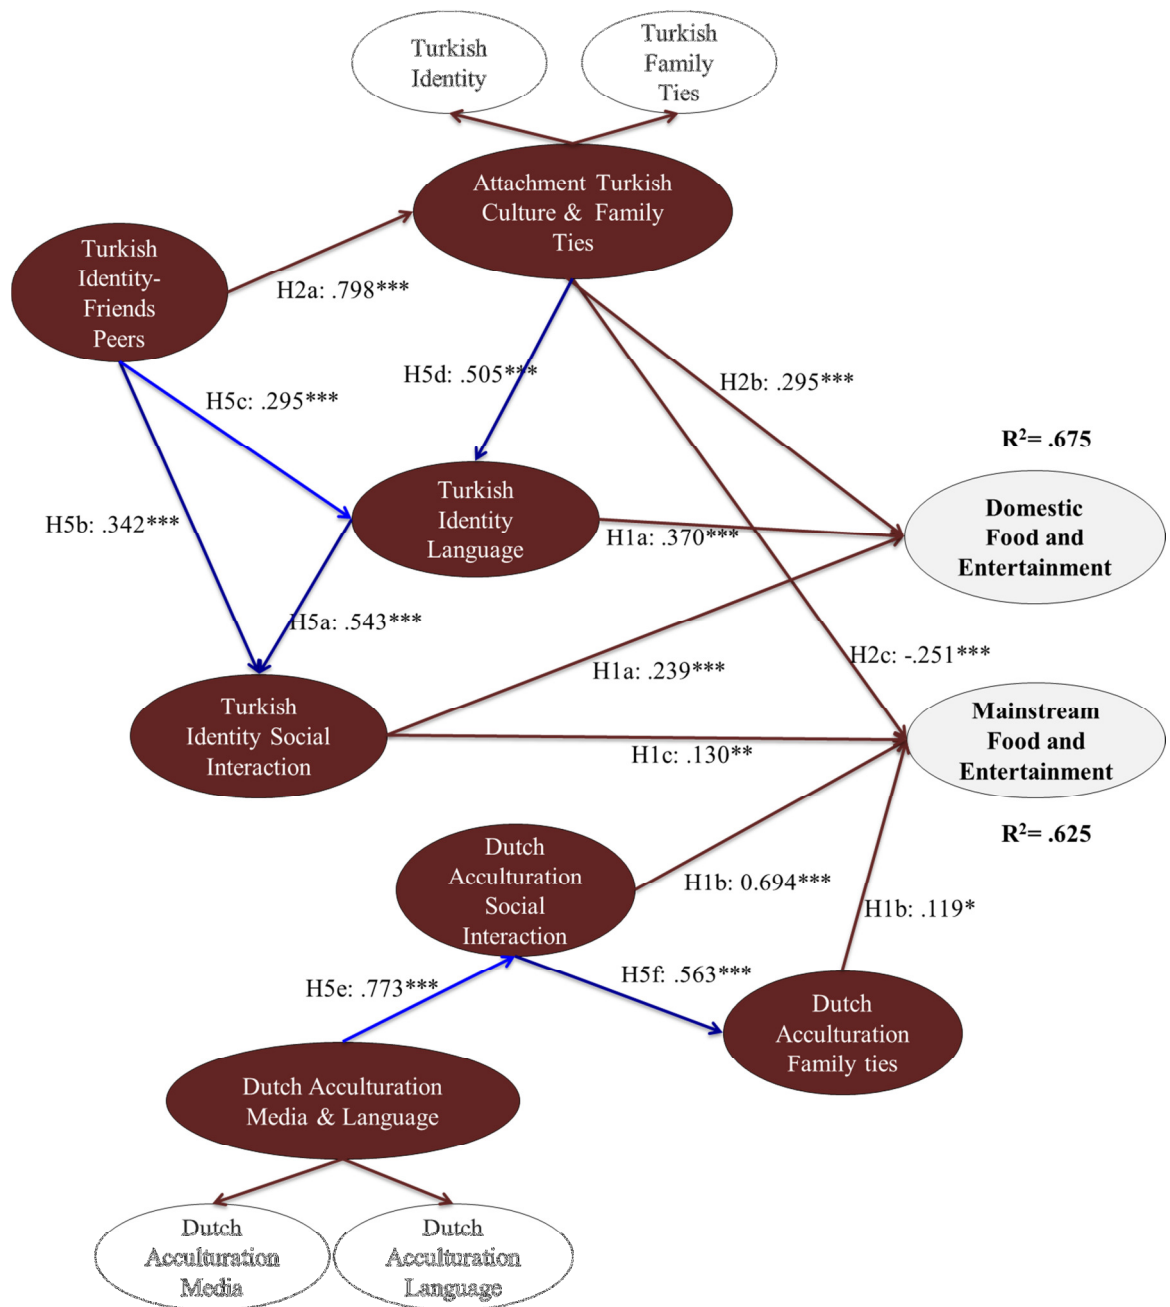 Turkish
Identity
Turkish
Family
Ties
Attachment Turkish
Culture & Family
Ties
Turkish
Identity-
Friends
Peers
H2a: .798***
H5d: .505***
H2b: .295***
H5c: .295***
R²= .675
Turkish
Identity
Language
Domestic
Food and
Entertainment
H5b: .342***
H1a: .370***
H5a: .543***
H1a: .239***
H2c: -.251***
Turkish
Identity Social
Interaction
Mainstream
Food and
Entertainment
H1c: .130**
R²= .625
Dutch
Acculturation
Social
Interaction
H1b: 0.694***
H1b: .119*
H5e: .773***
H5f: .563***
Dutch
Acculturation
Family ties
Dutch Acculturation
Media & Language
Dutch
Acculturation
Media
Dutch
Acculturation
Language